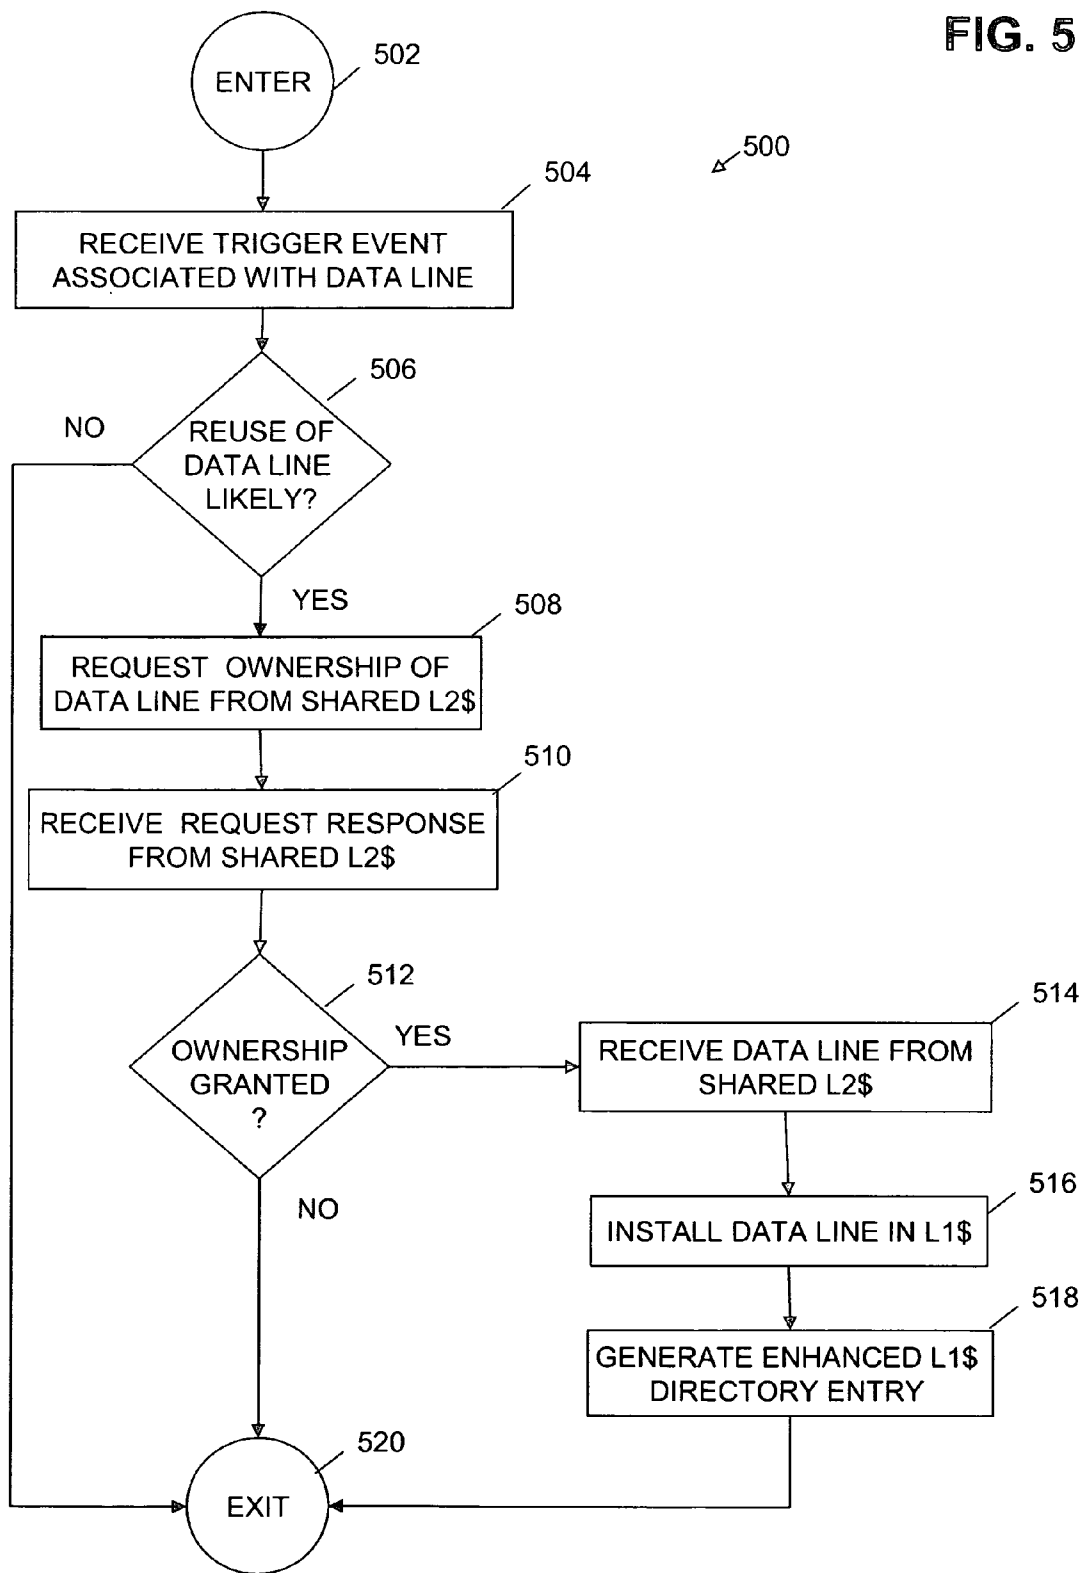 FIG. 5
502
ENTER
500
504
RECEIVE TRIGGER EVENT
ASSOCIATED WITH DATA LINE
506
NO
REUSE OF
DATA LINE
LIKELY?
YES
508
REQUEST OWNERSHIP OF
DATA LINE FROM SHARED L2$
510
RECEIVE REQUEST RESPONSE
FROM SHARED L2$
512
OWNERSHIP
GRANTED
?
YES
NO
514
RECEIVE DATA LINE FROM
SHARED L2$
516
INSTALL DATA LINE IN L1$
518
GENERATE ENHANCED L1$
DIRECTORY ENTRY
520
EXIT